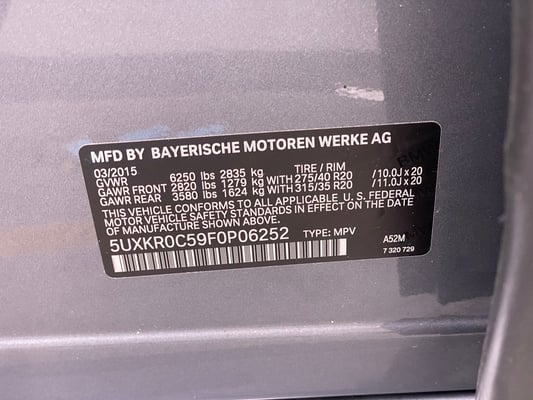 MFD BY BAYERISCHE MOTOREN WERKE AG
03/2015 TIRE / RIM
GVWR 6250 lbs 2835 kg
GAWR FRONT 2820 lbs 1279 kg WITH 275/40 R20 /10.0J x 20
GAWR REAR 3580 lbs 1624 kg WITH 315/35 R20 /11.0J x 20
THIS VEHICLE CONFORMS TO ALL APPLICABLE U. S. FEDERAL
MOTOR VEHICLE SAFETY STANDARDS IN EFFECT ON THE DATE OF
MANUFACTURE SHOWN ABOVE.
5UXKR0C59F0P06252 TYPE: MPV A52M
7 320 729